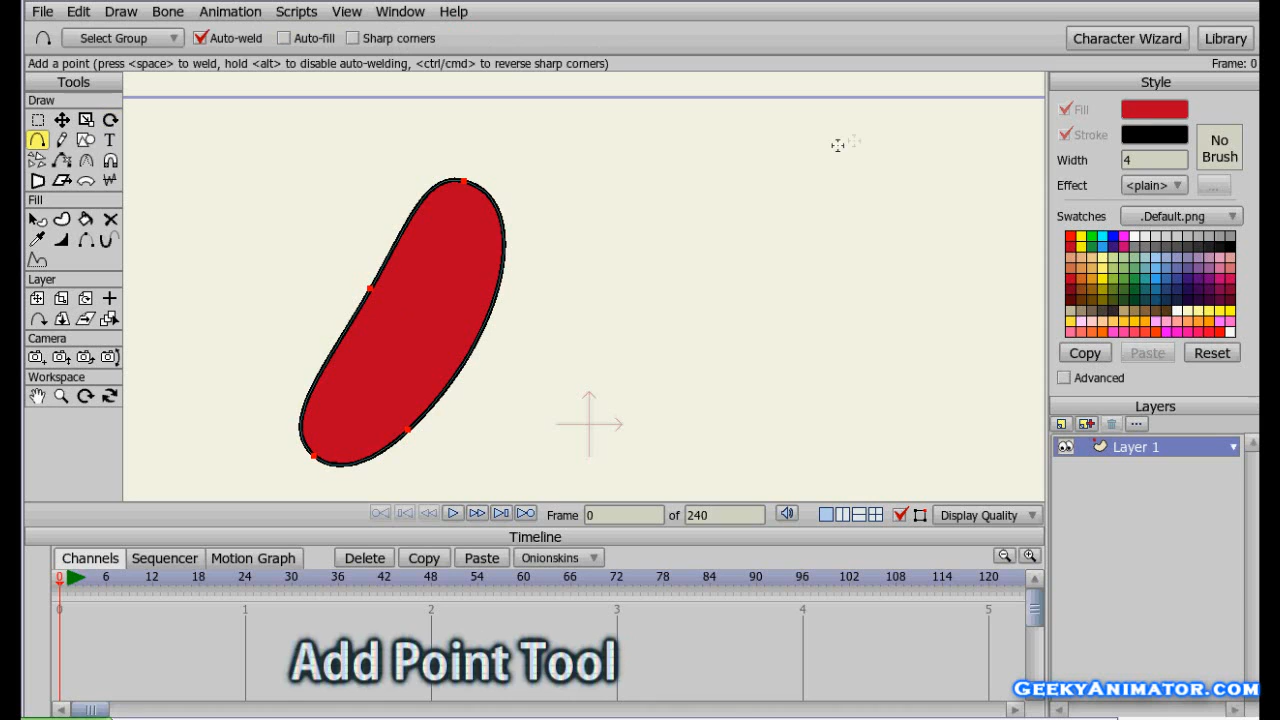 File Edit Draw Bone Animation Scripts View Window Help
Select Group Auto-weld Auto-fill Sharp corners Character Wizard Library
Add a point (press <space> to weld, hold <alt> to disable auto-welding, <ctrl/cmd> to reverse sharp corners) Frame: 0
Tools
Draw
T
Fill
Layer
Camera
Workspace
Style
Fill
Stroke
No
Brush
Width 4
Effect <plain> ...
Swatches .Default.png
Copy Paste Reset
Advanced
Layers
...
Layer 1
Frame 0 of 240 Display Quality
Timeline
Channels Sequencer Motion Graph Delete Copy Paste Onionskins
0 6 12 18 24 30 36 42 48 54 60 66 72 78 84 90 96 102 108 114 120
0 1 2 3 4 5
Add Point Tool
GeekyAnimator.com